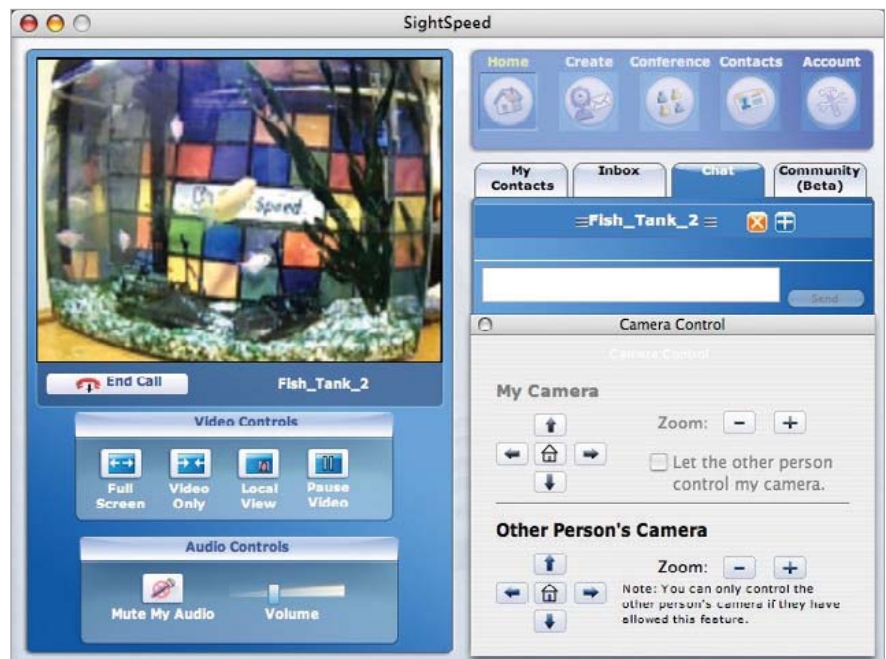 SightSpeed
Speed
End Call
Fish_Tank_2
Video Controls
Full Screen
Video Only
Local View
Pause Video
Audio Controls
Mute My Audio
Volume
Home
Create
Conference
Contacts
Account
My Contacts
Inbox
Chat
Community (Beta)
Fish_Tank_2
Send
Camera Control
Camera Control
My Camera
Zoom:
Let the other person
control my camera.
Other Person's Camera
Zoom:
Note: You can only control the
other person's camera if they have
allowed this feature.